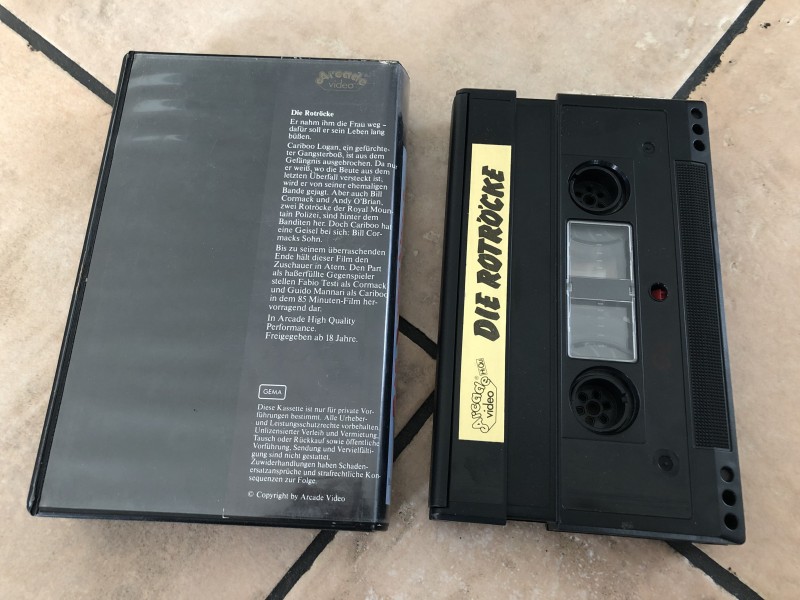 Arcade
video
Die Rotröcke
Er nahm ihm die Frau weg –
dafür soll er sein Leben lang
büßen.
Cariboo Logan, ein gefürchte-
ter Gangsterboß, ist aus dem
Gefängnis ausgebrochen. Da nur
er weiß, wo die Beute aus dem
letzten Überfall versteckt ist,
wird er von seiner ehemaligen
Bande gejagt. Aber auch Bill
Cormack und Andy O'Brian,
zwei Rotröcke der Royal Moun-
tain Polizei, sind hinter dem
Banditen her. Doch Cariboo hat
eine Geisel bei sich: Bill Cor-
macks Sohn.
Bis zu seinem überraschenden
Ende hält dieser Film den
Zuschauer in Atem. Den Part
als haßerfüllte Gegenspieler
stellen Fabio Testi als Cormack
und Guido Mannari als Cariboo
in dem 85 Minuten-Film her-
vorragend dar.
In Arcade High Quality
Performance.
Freigegeben ab 18 Jahre.
GEMA
Diese Kassette ist nur für private Vor-
führungen bestimmt. Alle Urheber-
und Leistungsschutzrechte vorbehalten.
Unlizensierter Verleih und Vermietung,
Tausch oder Rückkauf sowie öffentliche
Vorführung, Sendung und Vervielfälti-
gung sind nicht gestattet.
Zuwiderhandlungen haben Schaden-
ersatzansprüche und strafrechtliche Kon-
sequenzen zur Folge.
© Copyright by Arcade Video
DIE ROTRÖCKE
Arcade
video